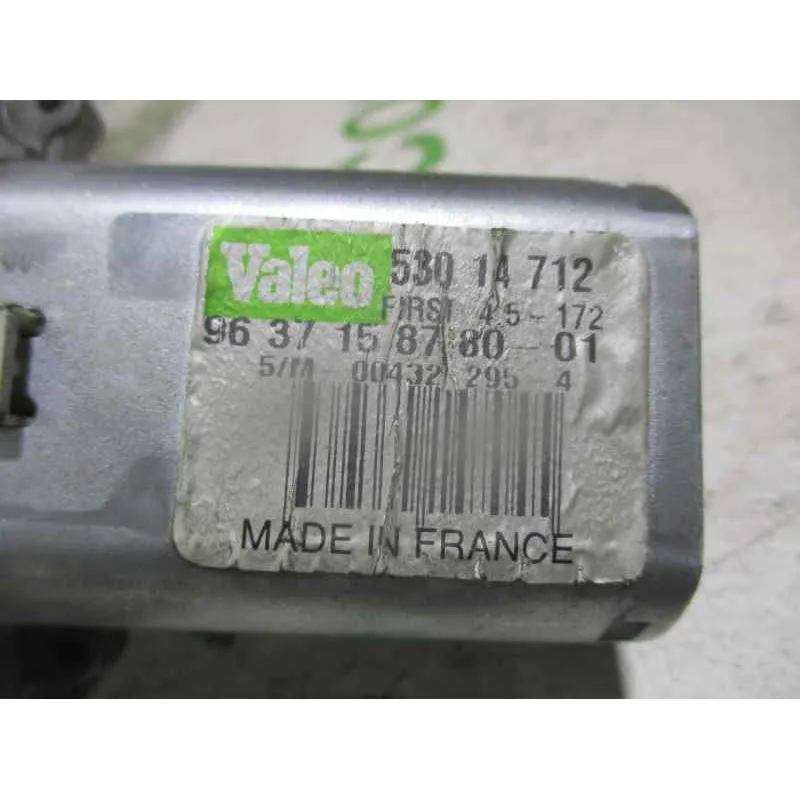 Valeo 530 14 712
FIRST 45-172
96 37 15 87 80-01
S/M 00432 295 4
MADE IN FRANCE